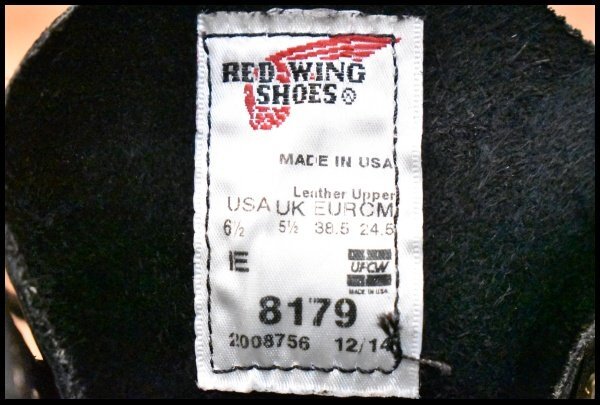 RED WING
SHOES®
MADE IN USA
Leather Upper
USA UK EUR CM
6½ 5½ 38.5 24.5
E UFCW
MADE IN U.S.A.
8179
2008756 12/14